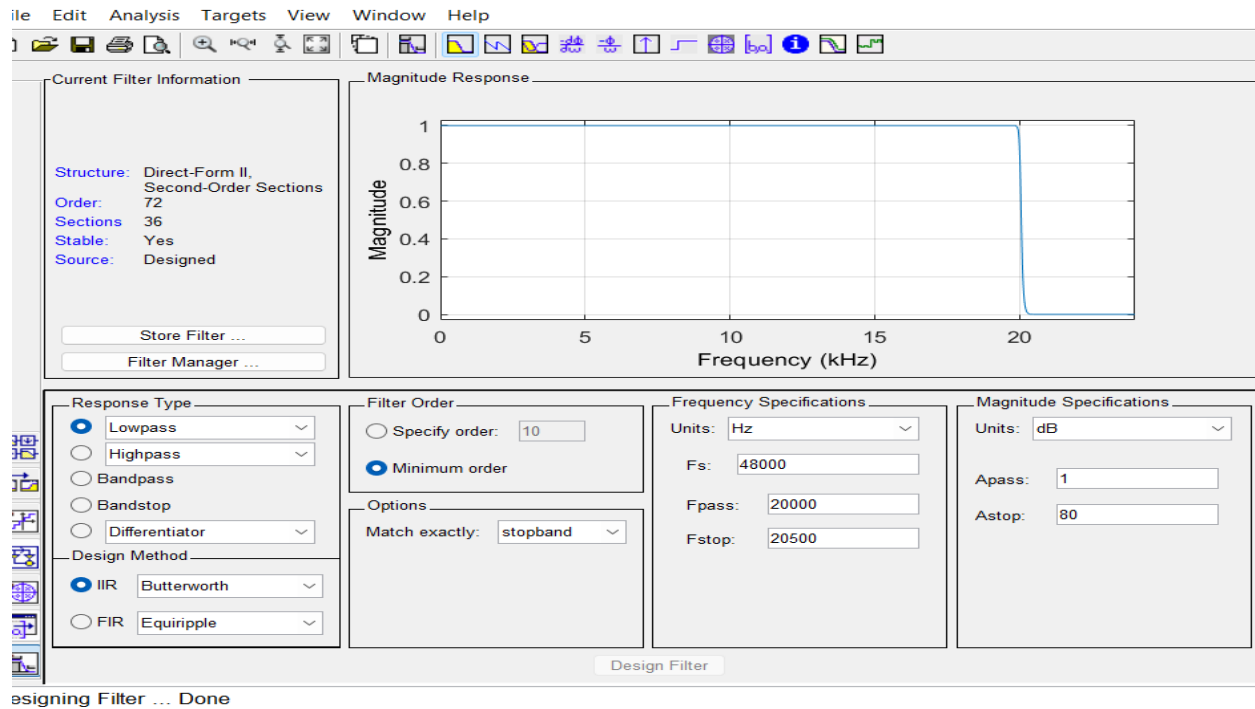 ile Edit Analysis Targets View Window Help
Current Filter Information
Structure: Direct-Form II,
Second-Order Sections
Order: 72
Sections 36
Stable: Yes
Source: Designed
Store Filter ...
Filter Manager ...
Magnitude Response
1
0.8
0.6
0.4
0.2
0
Magnitude
0 5 10 15 20
Frequency (kHz)
Response Type
Lowpass
Highpass
Bandpass
Bandstop
Differentiator
Design Method
IIR Butterworth
FIR Equiripple
Filter Order
Specify order: 10
Minimum order
Options
Match exactly: stopband
Frequency Specifications
Units: Hz
Fs: 48000
Fpass: 20000
Fstop: 20500
Magnitude Specifications
Units: dB
Apass: 1
Astop: 80
Design Filter
esigning Filter ... Done